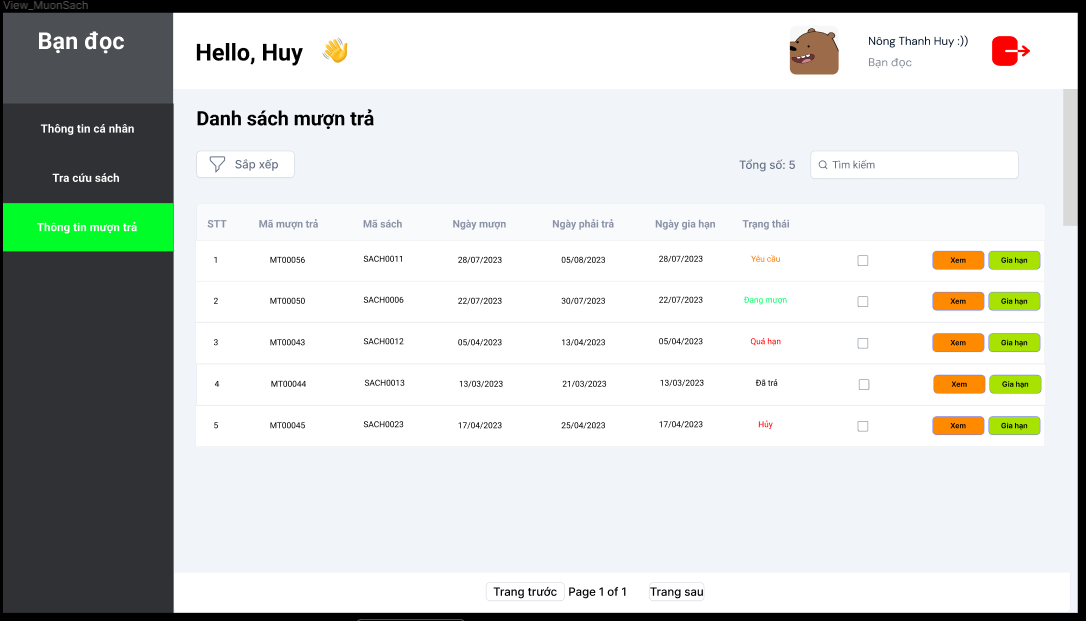 View_MuonSach
Bạn đọc
Hello, Huy 👋
Nông Thanh Huy :))
Bạn đọc
Thông tin cá nhân
Tra cứu sách
Thông tin mượn trả
Danh sách mượn trả
Sắp xếp
Tổng số: 5
Tìm kiếm
STT Mã mượn trả Mã sách Ngày mượn Ngày phải trả Ngày gia hạn Trạng thái
1 MT00056 SACH0011 28/07/2023 05/08/2023 28/07/2023 Yêu cầu Xem Gia hạn
2 MT00050 SACH0006 22/07/2023 30/07/2023 22/07/2023 Đang mượn Xem Gia hạn
3 MT00043 SACH0012 05/04/2023 13/04/2023 05/04/2023 Quá hạn Xem Gia hạn
4 MT00044 SACH0013 13/03/2023 21/03/2023 13/03/2023 Đã trả Xem Gia hạn
5 MT00045 SACH0023 17/04/2023 25/04/2023 17/04/2023 Hủy Xem Gia hạn
Trang trước Page 1 of 1 Trang sau